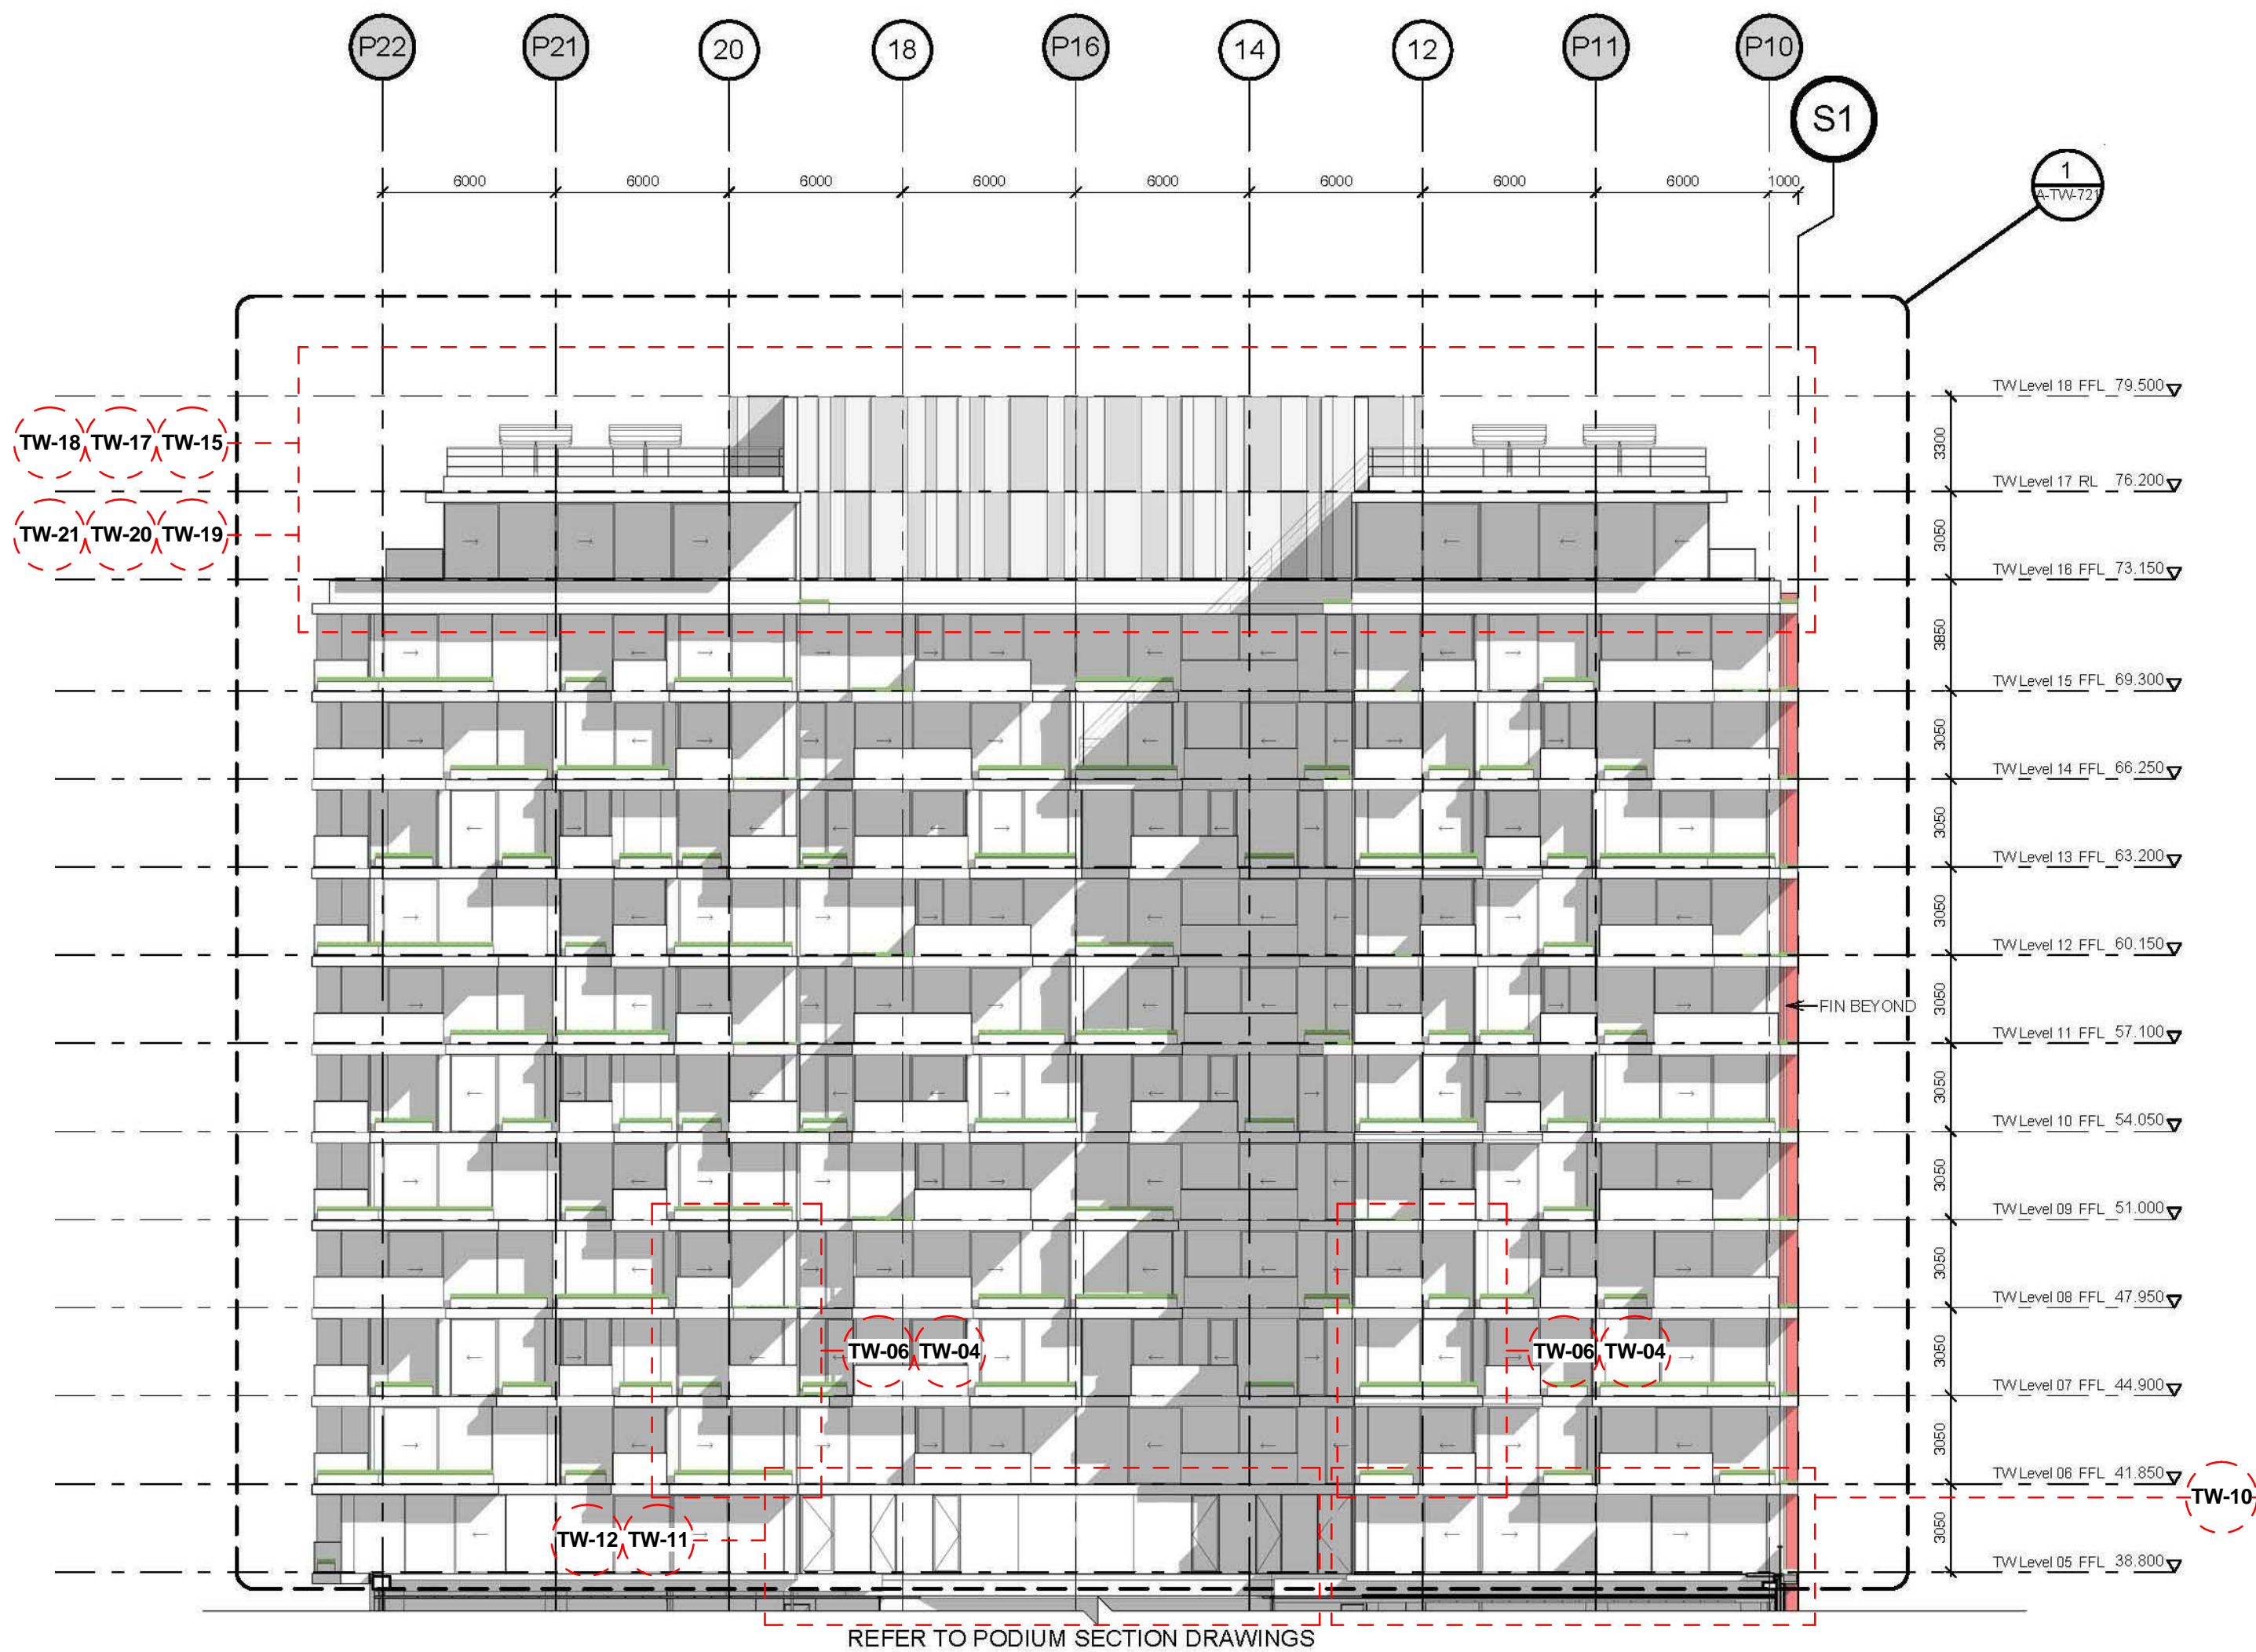 P22 P21 20 18 P16 14 12 P11 P10
S1
1
A-TW-721
6000 6000 6000 6000 6000 6000 6000 6000 1000
TW Level 18 FFL 79.500
3300
TW-18 TW-17 TW-15
TW Level 17 RL 76.200
3050
TW-21 TW-20 TW-19
TW Level 16 FFL 73.150
3850
TW Level 15 FFL 69.300
3050
TW Level 14 FFL 66.250
3050
TW Level 13 FFL 63.200
3050
TW Level 12 FFL 60.150
3050
FIN BEYOND
TW Level 11 FFL 57.100
3050
TW Level 10 FFL 54.050
3050
TW Level 09 FFL 51.000
3050
TW Level 08 FFL 47.950
3050
TW-06 TW-04 TW-06 TW-04
TW Level 07 FFL 44.900
3050
TW Level 06 FFL 41.850
TW-10
3050
TW-12 TW-11
TW Level 05 FFL 38.800
REFER TO PODIUM SECTION DRAWINGS